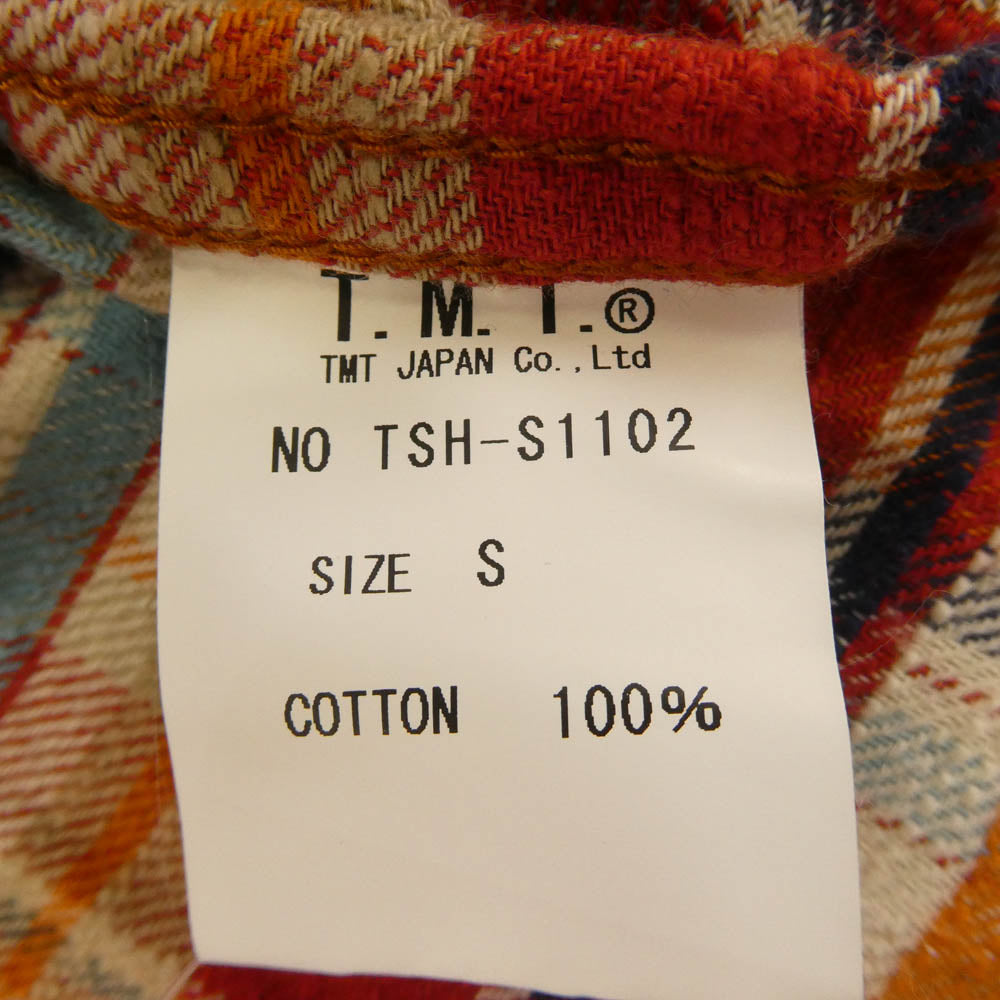 T.M.T.®
TMT JAPAN Co.,Ltd
NO TSH-S1102
SIZE S
COTTON 100%